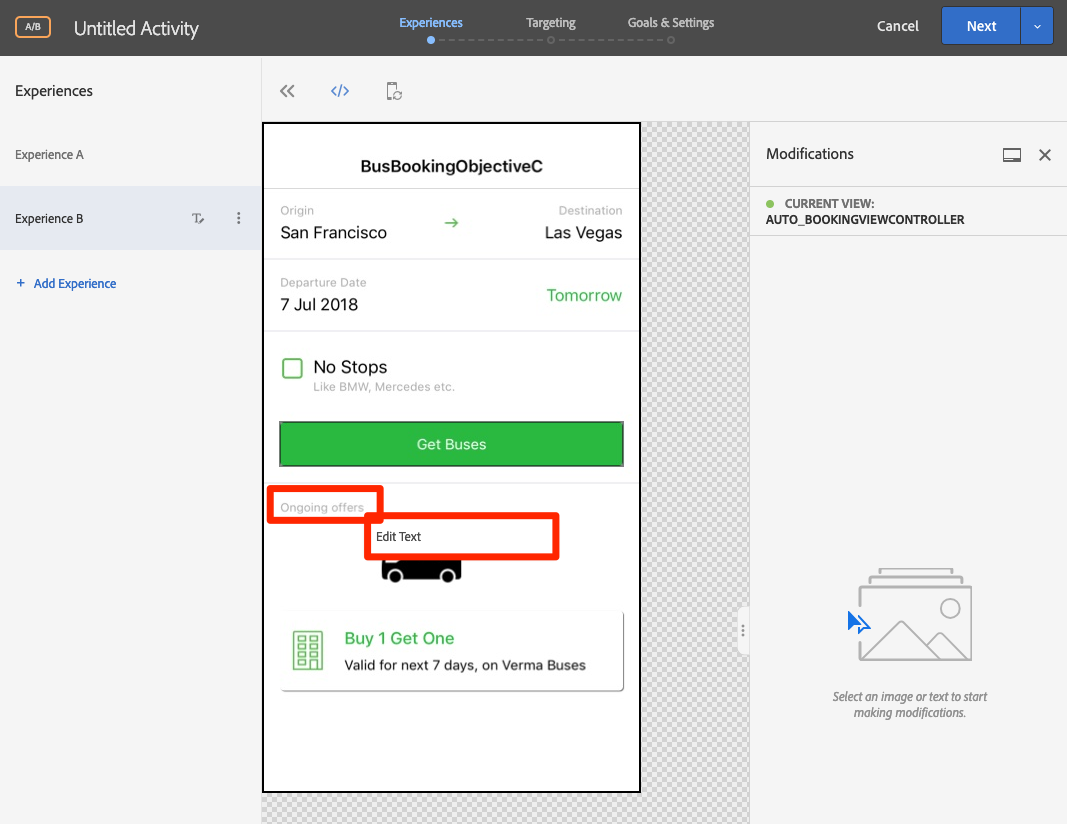 A/B
Untitled Activity
Experiences
Targeting
Goals & Settings
Cancel
Next
Experiences
Experience A
Experience B
+ Add Experience
</>
BusBookingObjectiveC
Origin
San Francisco
Destination
Las Vegas
Departure Date
7 Jul 2018
Tomorrow
No Stops
Like BMW, Mercedes etc.
Get Buses
Ongoing offers
Edit Text
Buy 1 Get One
Valid for next 7 days, on Verma Buses
Modifications
CURRENT VIEW:
AUTO_BOOKINGVIEWCONTROLLER
Select an image or text to start
making modifications.